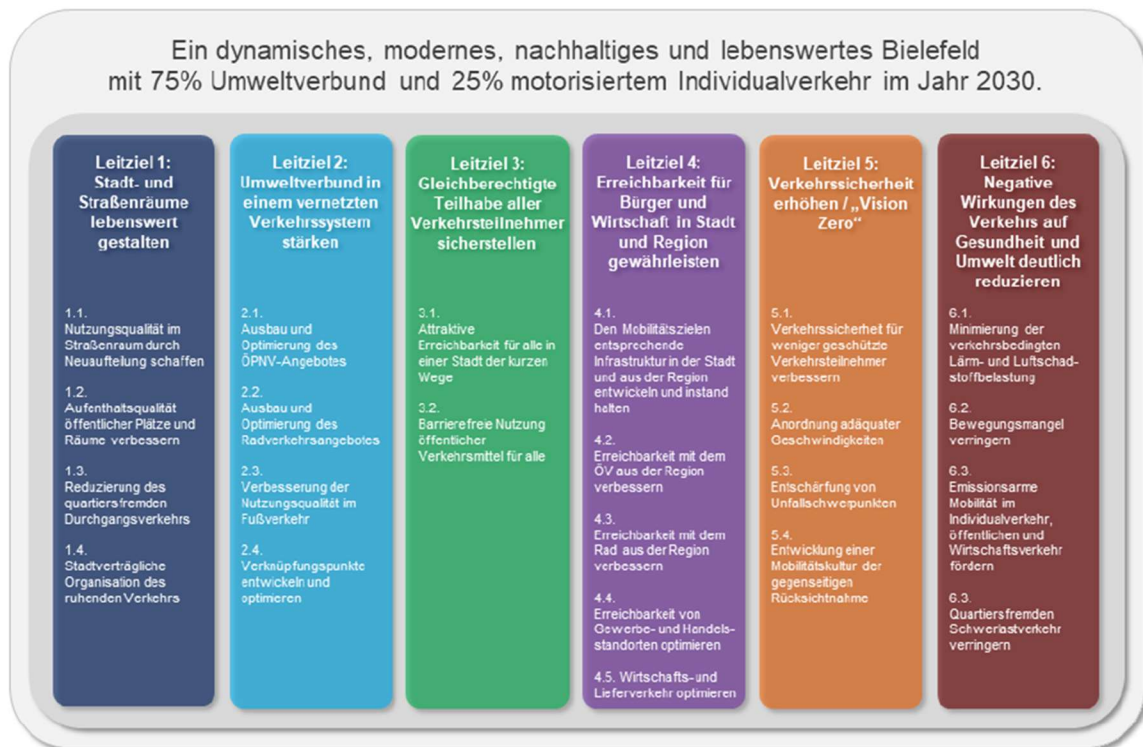 Ein dynamisches, modernes, nachhaltiges und lebenswertes Bielefeld
mit 75% Umweltverbund und 25% motorisiertem Individualverkehr im Jahr 2030.
Leitziel 1:
Stadt- und
Straßenräume
lebenswert
gestalten
1.1.
Nutzungsqualität im
Straßenraum durch
Neuaufteilung schaffen
1.2.
Aufenthaltsqualität
öffentlicher Plätze und
Räume verbessern
1.3.
Reduzierung des
quartiersfremden
Durchgangsverkehrs
1.4.
Stadtverträgliche
Organisation des
ruhenden Verkehrs
Leitziel 2:
Umweltverbund in
einem vernetzten
Verkehrssystem
stärken
2.1.
Ausbau und
Optimierung des
ÖPNV-Angebotes
2.2.
Ausbau und
Optimierung des
Radverkehrsangebotes
2.3.
Verbesserung der
Nutzungsqualität im
Fußverkehr
2.4.
Verknüpfungspunkte
entwickeln und
optimieren
Leitziel 3:
Gleichberechtigte
Teilhabe aller
Verkehrsteilnehmer
sicherstellen
3.1.
Attraktive
Erreichbarkeit für alle in
einer Stadt der kurzen
Wege
3.2.
Barrierefreie Nutzung
öffentlicher
Verkehrsmittel für alle
Leitziel 4:
Erreichbarkeit für
Bürger und
Wirtschaft in Stadt
und Region
gewährleisten
4.1.
Den Mobilitätszielen
entsprechende
Infrastruktur in der Stadt
und aus der Region
entwickeln und instand
halten
4.2.
Erreichbarkeit mit dem
ÖV aus der Region
verbessern
4.3.
Erreichbarkeit mit dem
Rad aus der Region
verbessern
4.4.
Erreichbarkeit von
Gewerbe- und Handels-
standorten optimieren
4.5. Wirtschafts- und
Lieferverkehr optimieren
Leitziel 5:
Verkehrssicherheit
erhöhen / „Vision
Zero“
5.1.
Verkehrssicherheit für
weniger geschützte
Verkehrsteilnehmer
verbessern
5.2.
Anordnung adäquater
Geschwindigkeiten
5.3.
Entschärfung von
Unfallschwerpunkten
5.4.
Entwicklung einer
Mobilitätskultur der
gegenseitigen
Rücksichtnahme
Leitziel 6:
Negative
Wirkungen des
Verkehrs auf
Gesundheit und
Umwelt deutlich
reduzieren
6.1.
Minimierung der
verkehrsbedingten
Lärm- und Luftschad-
stoffbelastung
6.2.
Bewegungsmangel
verringern
6.3.
Emissionsarme
Mobilität im
Individualverkehr,
öffentlichen und
Wirtschaftsverkehr
fördern
6.3.
Quartiersfremden
Schwerlastverkehr
verringern